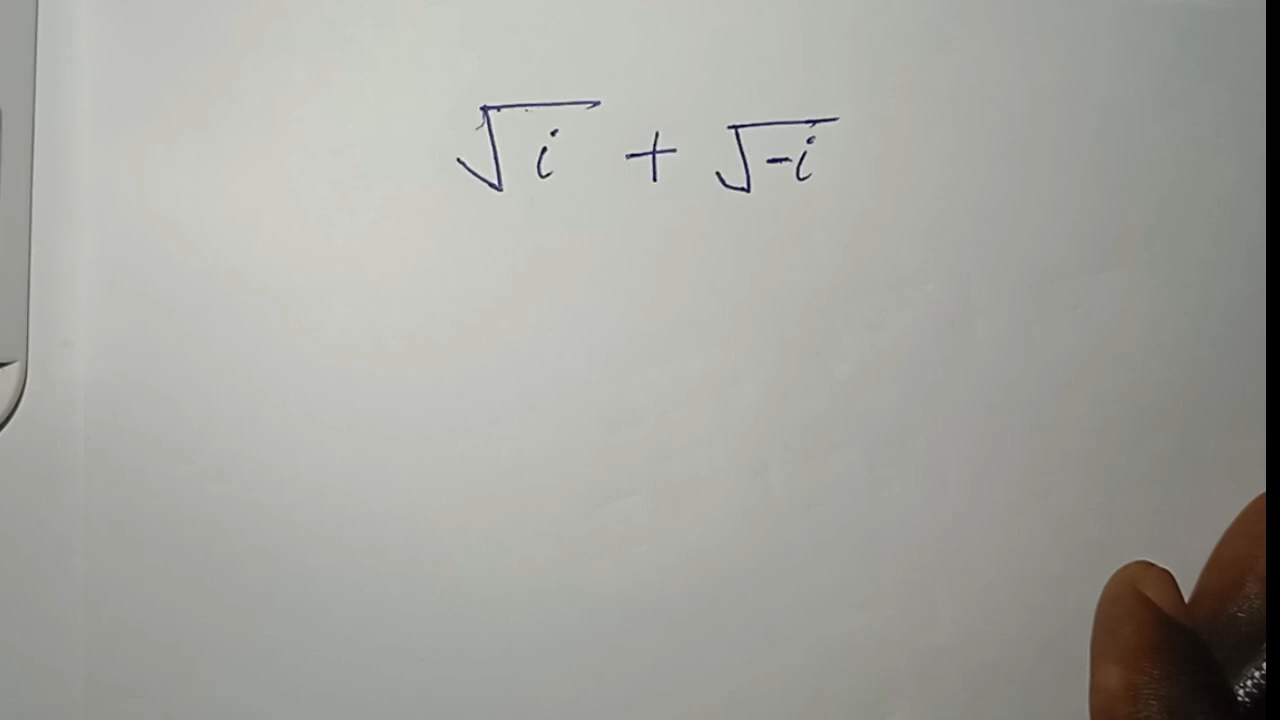 √i + √-i